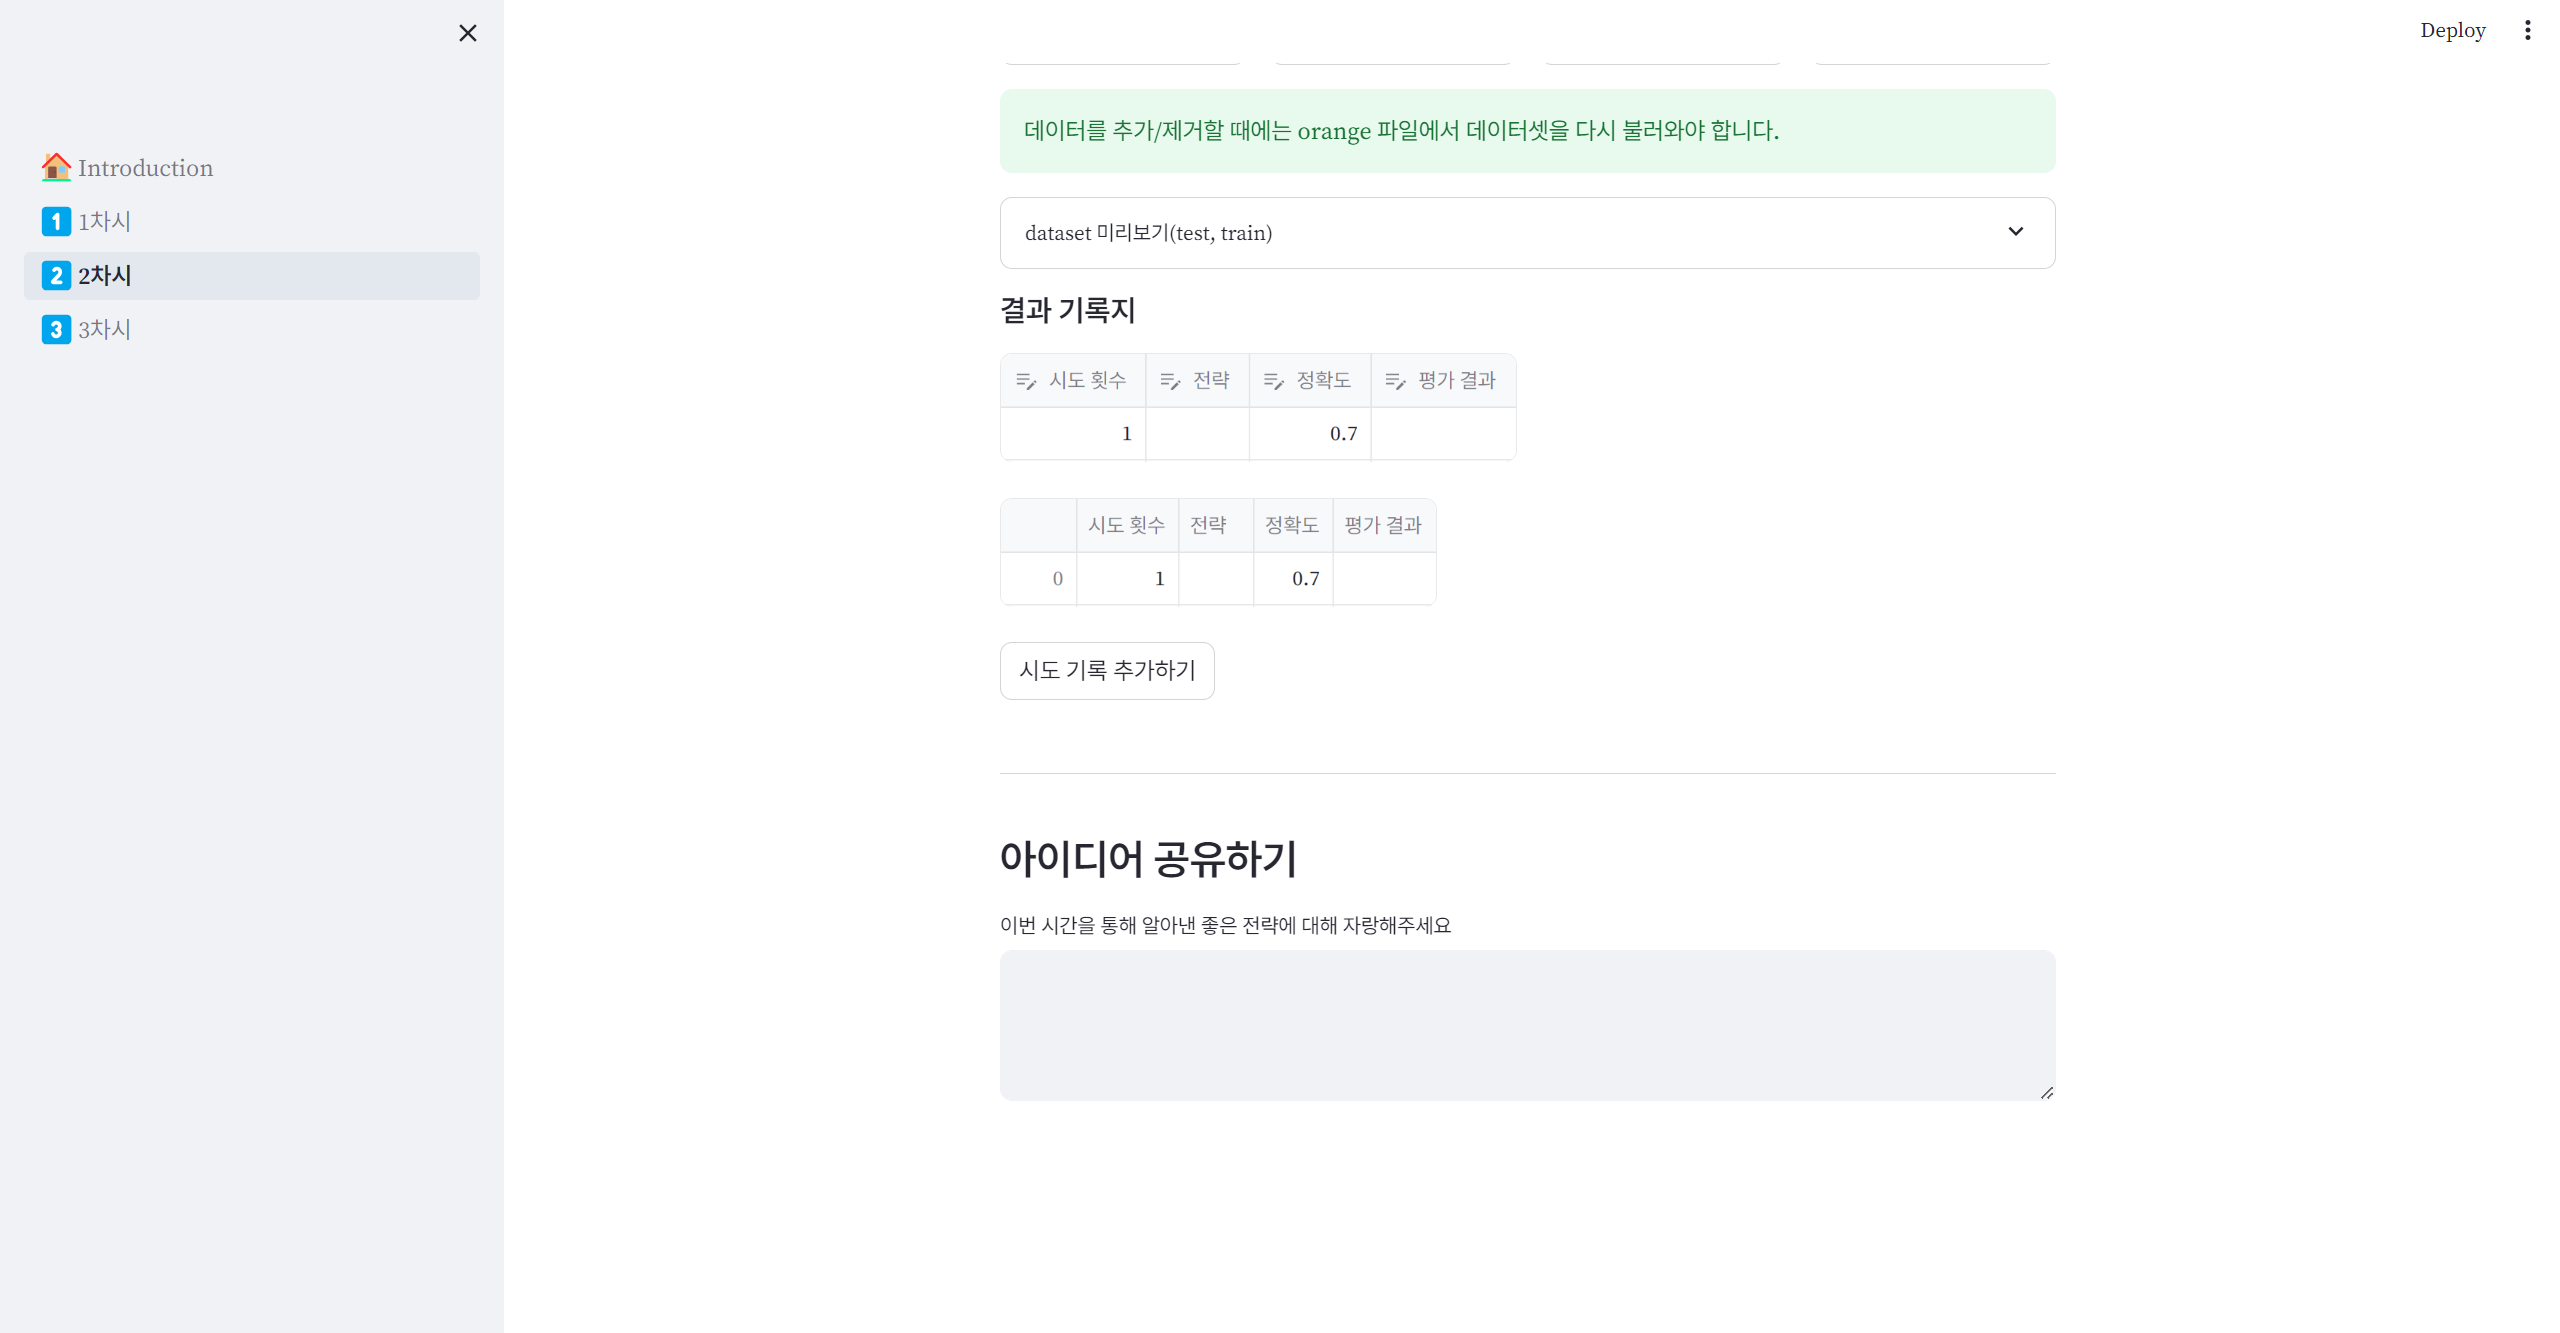 Deploy
Introduction
1 1차시
2 2차시
3 3차시
데이터를 추가/제거할 때에는 orange 파일에서 데이터셋을 다시 불러와야 합니다.
dataset 미리보기(test, train)
결과 기록지
시도 횟수 전략 정확도 평가 결과
1 0.7
시도 횟수 전략 정확도 평가 결과
0 1 0.7
시도 기록 추가하기
아이디어 공유하기
이번 시간을 통해 알아낸 좋은 전략에 대해 자랑해주세요